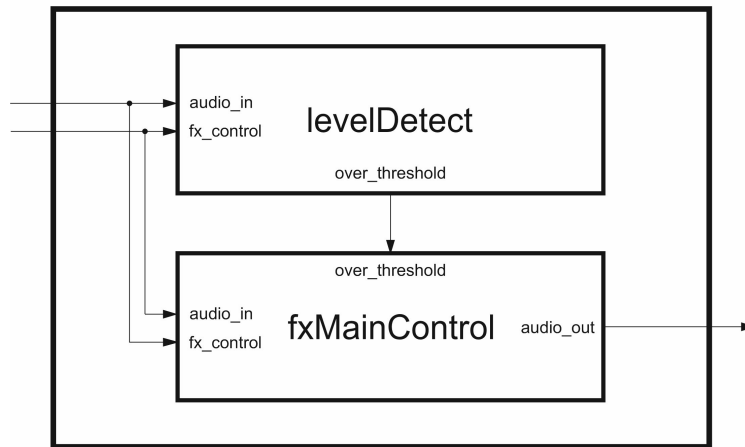 audio_in
fx_control
levelDetect
over_threshold
over_threshold
audio_in
fx_control
fxMainControl
audio_out